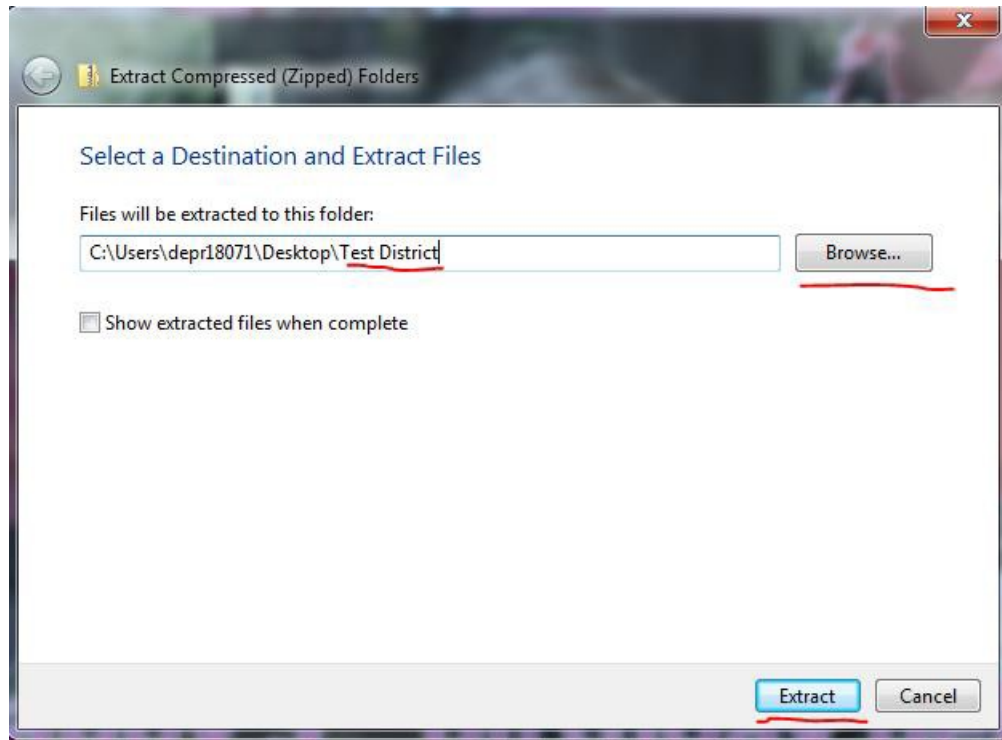 Extract Compressed (Zipped) Folders
Select a Destination and Extract Files
Files will be extracted to this folder:
C:\Users\depr18071\Desktop\Test District
Browse...
Show extracted files when complete
Extract
Cancel